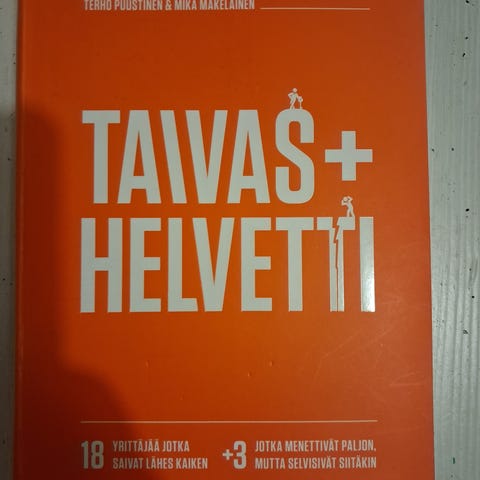 TERHO PUUSTINEN & MIKA MÄKELÄINEN
TAIVAS+
HELVETTI
18 YRITTÄJÄÄ JOTKA
SAIVAT LÄHES KAIKEN
+3 JOTKA MENETTIVÄT PALJON,
MUTTA SELVISIVÄT SIITÄKIN